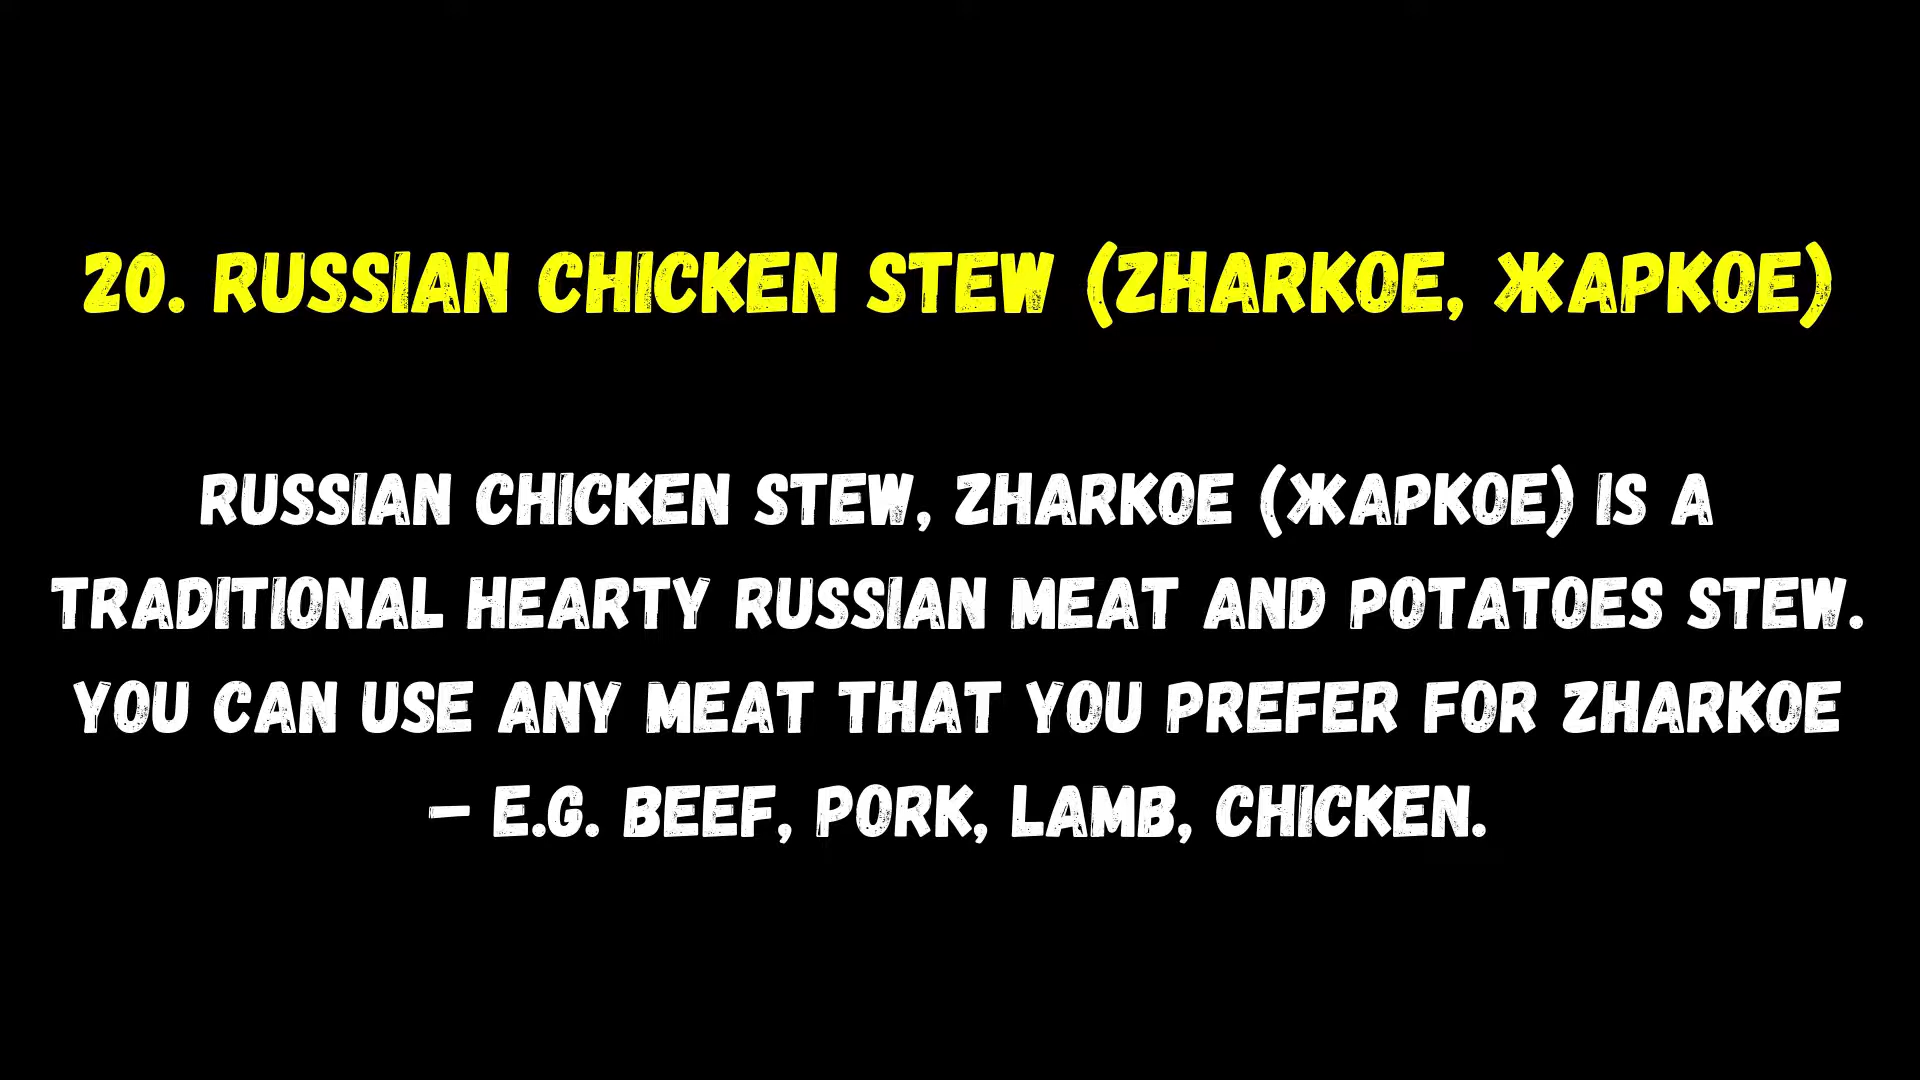 20. RUSSIAN CHICKEN STEW (ZHARKOE, ЖАРКОЕ)
RUSSIAN CHICKEN STEW, ZHARKOE (ЖАРКОЕ) IS A
TRADITIONAL HEARTY RUSSIAN MEAT AND POTATOES STEW.
YOU CAN USE ANY MEAT THAT YOU PREFER FOR ZHARKOE
– E.G. BEEF, PORK, LAMB, CHICKEN.